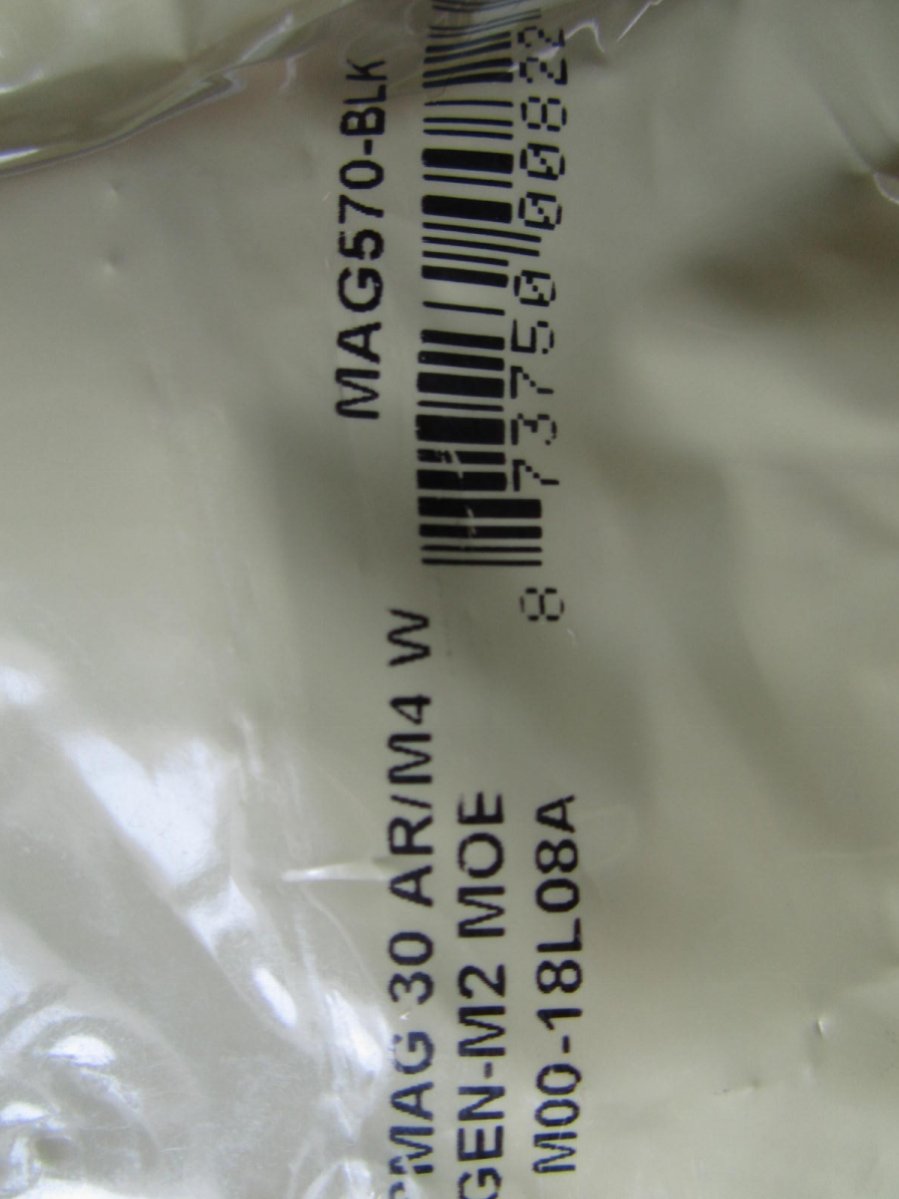 PMAG 30 AR/M4 W
GEN-M2 MOE
M00-18L08A
MAG570-BLK
8 73750 00822